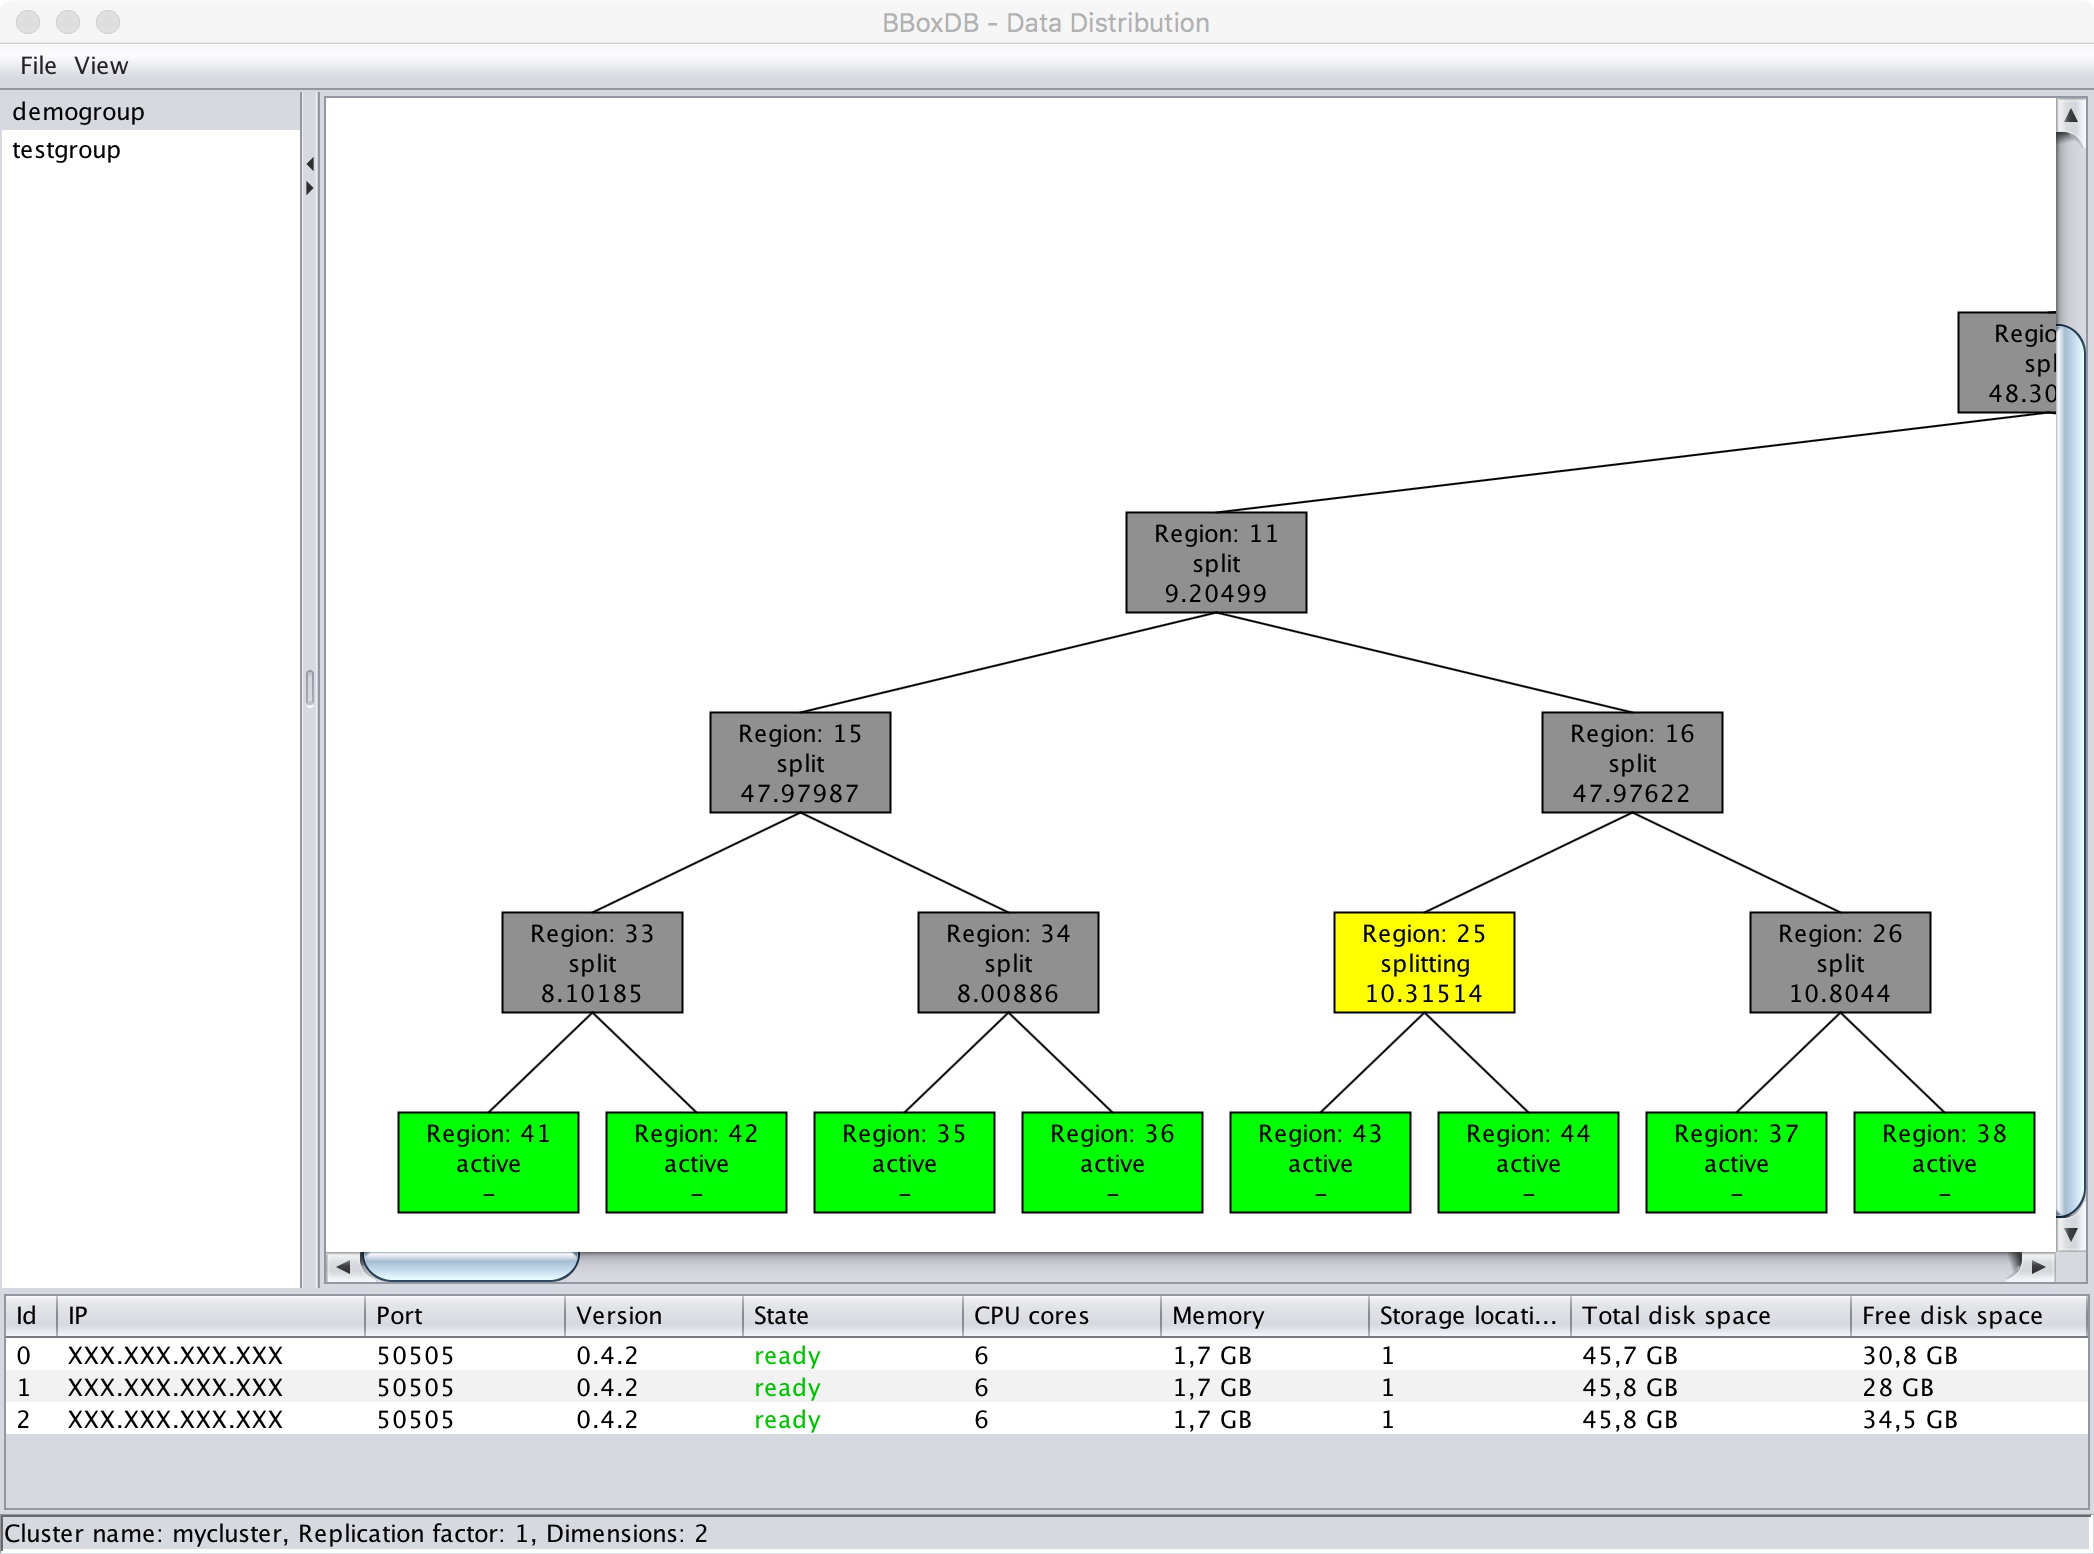 BBoxDB - Data Distribution
File View
demogroup
testgroup
48.30
Region: 11
split
9.20499
Region: 15
split
47.97987
Region: 16
split
47.97622
Region: 33
split
8.10185
Region: 34
split
8.00886
Region: 25
splitting
10.31514
Region: 26
split
10.8044
Region: 41
active
–
Region: 42
active
–
Region: 35
active
–
Region: 36
active
–
Region: 43
active
–
Region: 44
active
–
Region: 37
active
–
Region: 38
active
–
Id IP Port Version State CPU cores Memory Storage locati... Total disk space Free disk space
0 XXX.XXX.XXX.XXX 50505 0.4.2 ready 6 1,7 GB 1 45,7 GB 30,8 GB
1 XXX.XXX.XXX.XXX 50505 0.4.2 ready 6 1,7 GB 1 45,8 GB 28 GB
2 XXX.XXX.XXX.XXX 50505 0.4.2 ready 6 1,7 GB 1 45,8 GB 34,5 GB
Cluster name: mycluster, Replication factor: 1, Dimensions: 2